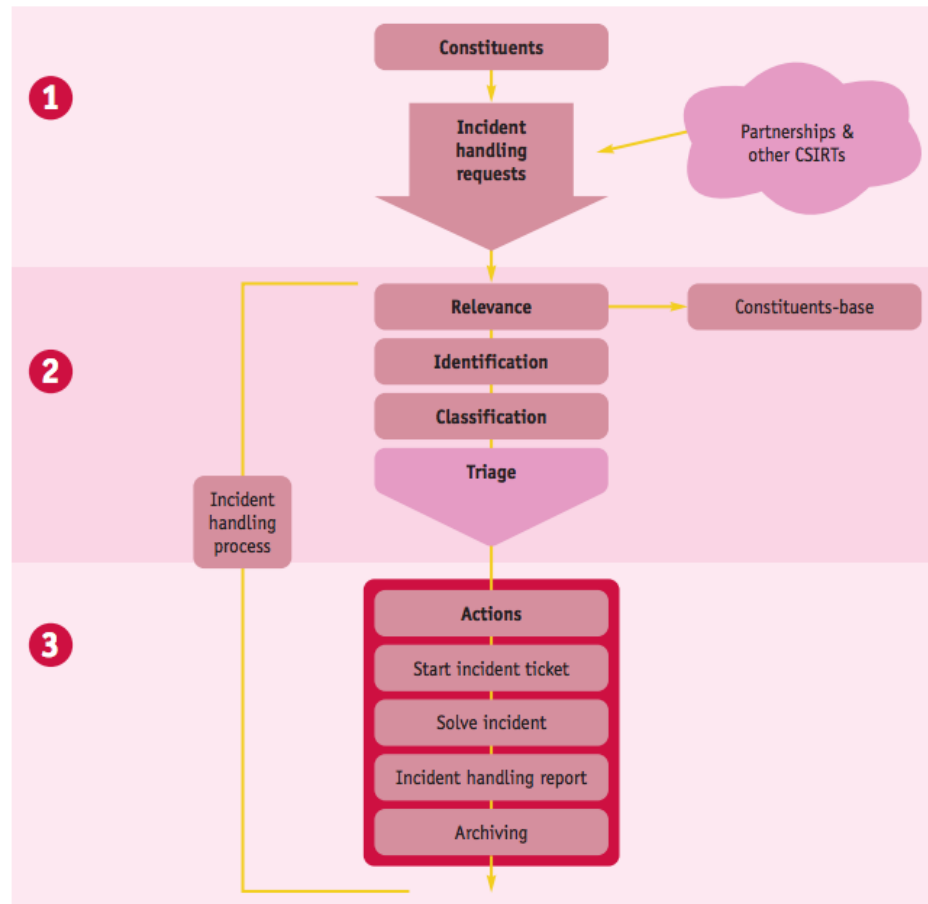 1
Constituents
Incident
handling
requests
Partnerships &
other CSIRTs
2
Relevance
Constituents-base
Identification
Classification
Triage
Incident
handling
process
3
Actions
Start incident ticket
Solve incident
Incident handling report
Archiving